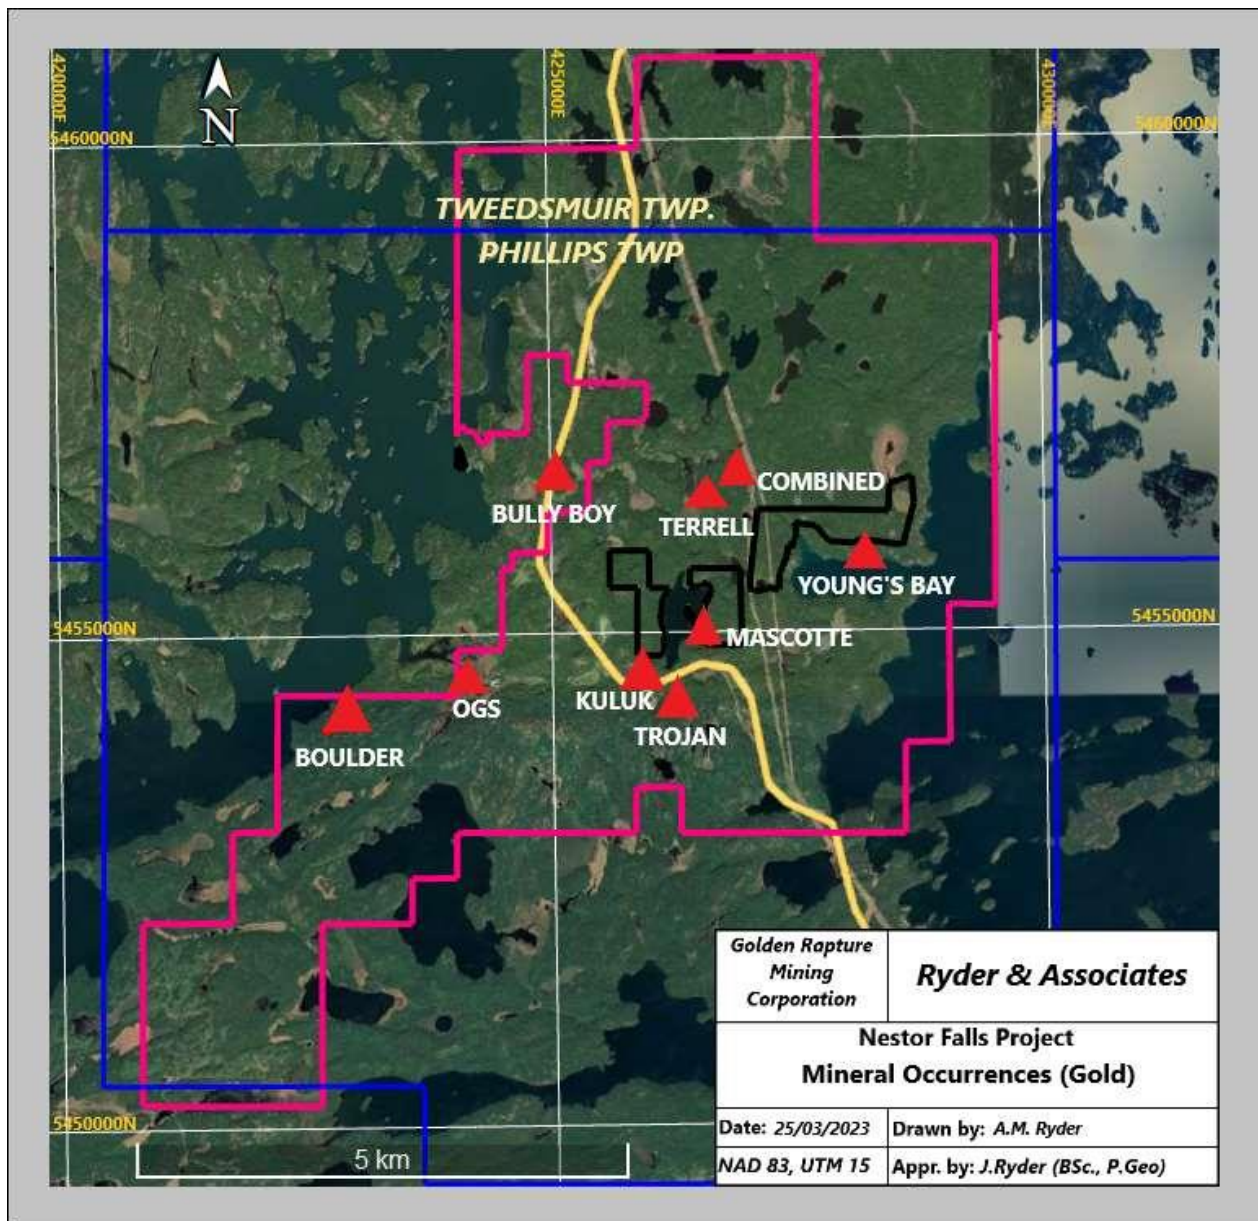 420000E
425000E
430000E
N
5460000N
5460000N
TWEEDSMUIR TWP.
PHILLIPS TWP
COMBINED
BULLY BOY
TERRELL
YOUNG'S BAY
5455000N
5455000N
MASCOTTE
KULUK
OGS
TROJAN
BOULDER
Golden Rapture
Mining
Corporation
Ryder & Associates
Nestor Falls Project
Mineral Occurrences (Gold)
5450000N
Date: 25/03/2023
Drawn by: A.M. Ryder
5 km
NAD 83, UTM 15
Appr. by: J.Ryder (BSc., P.Geo)